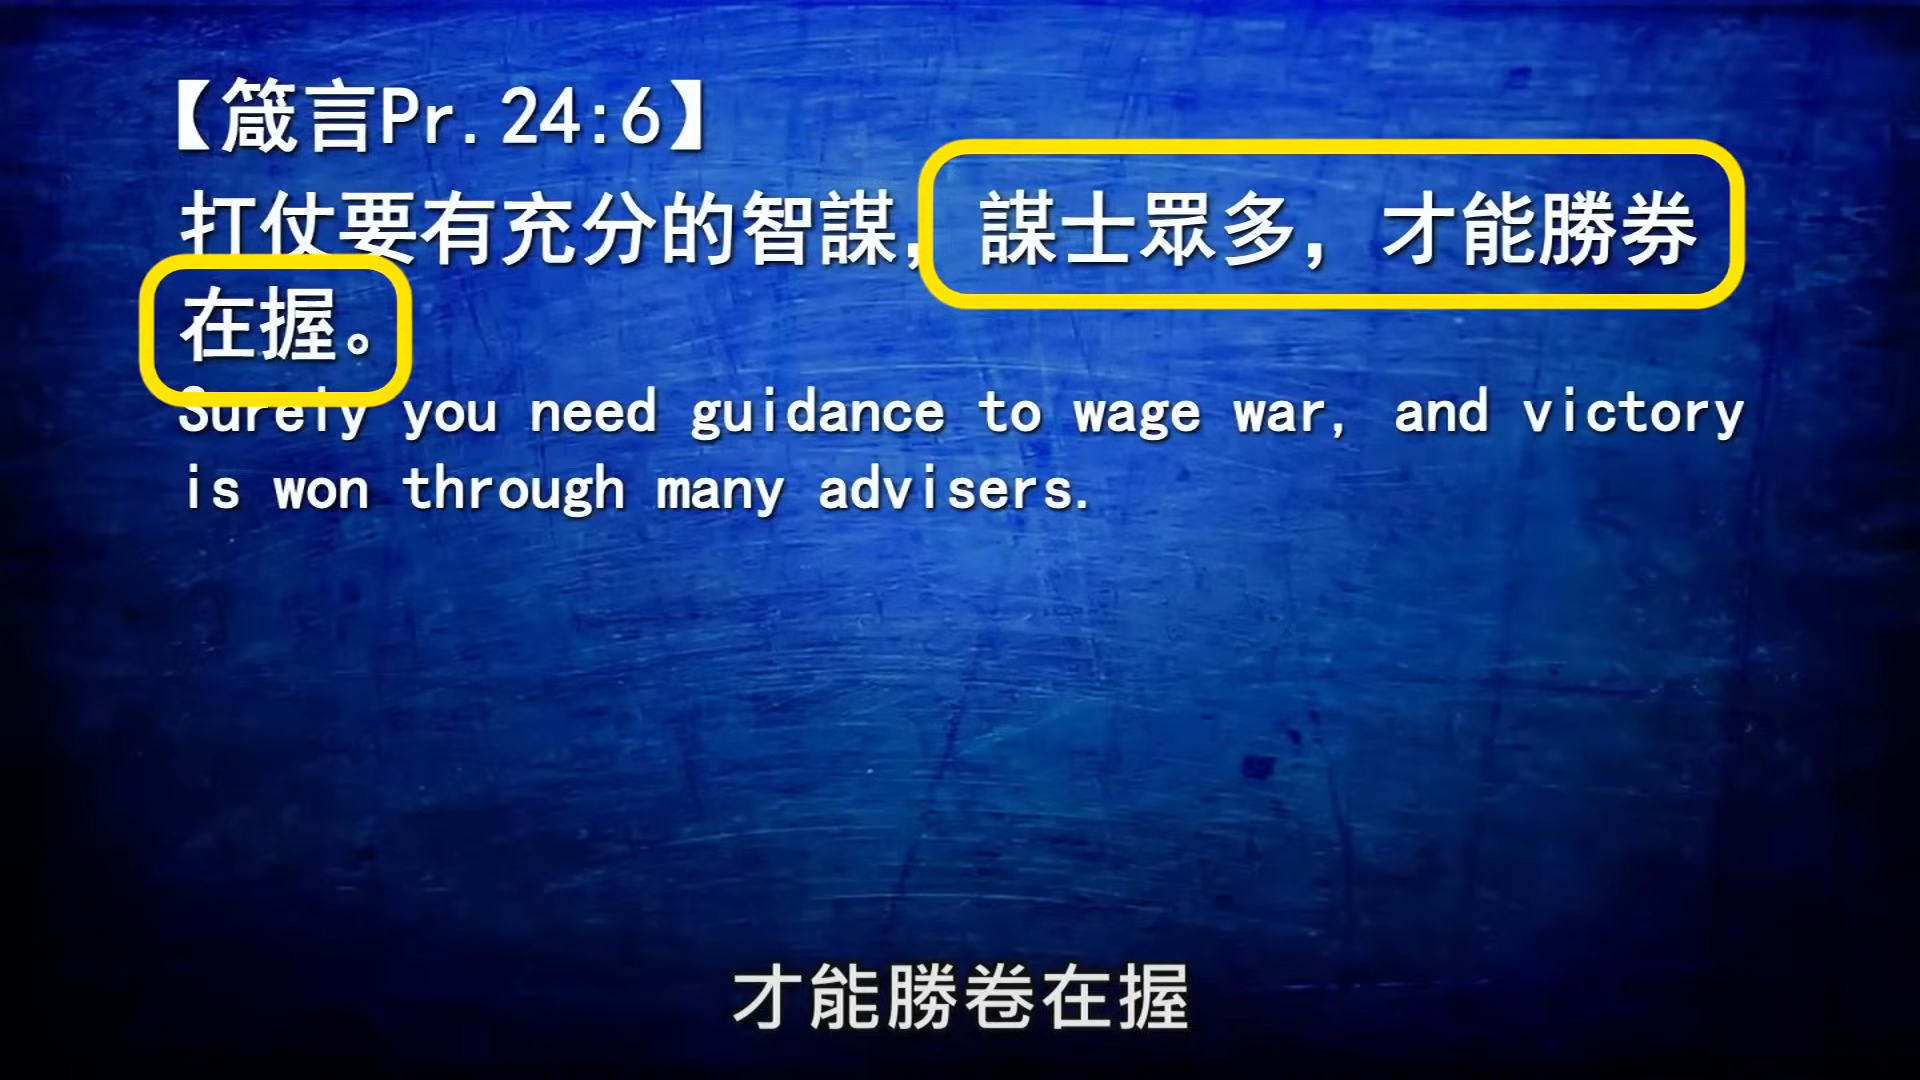 【箴言Pr.24:6】
打仗要有充分的智謀，謀士眾多，才能勝券
在握。
Surely you need guidance to wage war, and victory
is won through many advisers.
才能勝卷在握